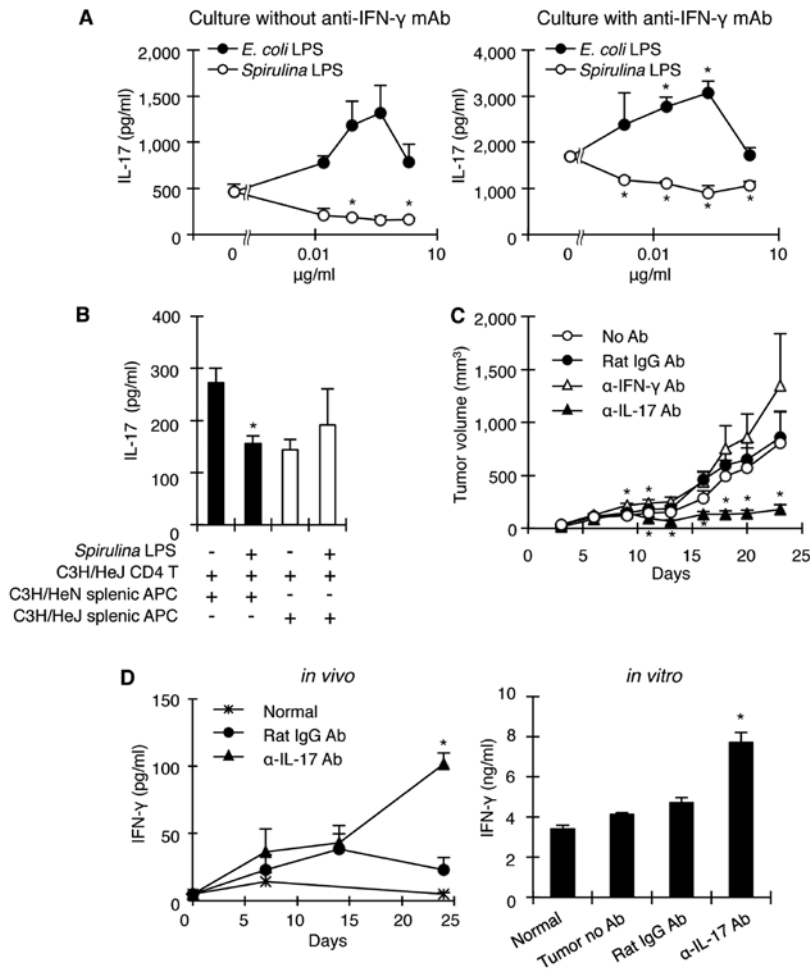 A
Culture without anti-IFN-γ mAb
Culture with anti-IFN-γ mAb
2,000
1,500
1,000
500
0
IL-17 (pg/ml)
E. coli LPS
Spirulina LPS
*
*
0
0.01
10
μg/ml
4,000
3,000
2,000
1,000
0
IL-17 (pg/ml)
E. coli LPS
Spirulina LPS
*
*
*
*
*
*
0
0.01
10
μg/ml
B
400
300
200
100
0
IL-17 (pg/ml)
*
Spirulina LPS - + - +
C3H/HeJ CD4 T + + + +
C3H/HeN splenic APC + + - -
C3H/HeJ splenic APC - - + +
C
2,000
1,500
1,000
500
0
Tumor volume (mm³)
No Ab
Rat IgG Ab
α-IFN-γ Ab
α-IL-17 Ab
* * * * *
* * *
0 5 10 15 20 25
Days
D
in vivo
in vitro
150
100
50
0
IFN-γ (pg/ml)
Normal
Rat IgG Ab
α-IL-17 Ab
*
0 5 10 15 20 25
Days
8
6
4
2
0
IFN-γ (ng/ml)
*
Normal
Tumor no Ab
Rat IgG Ab
α-IL-17 Ab